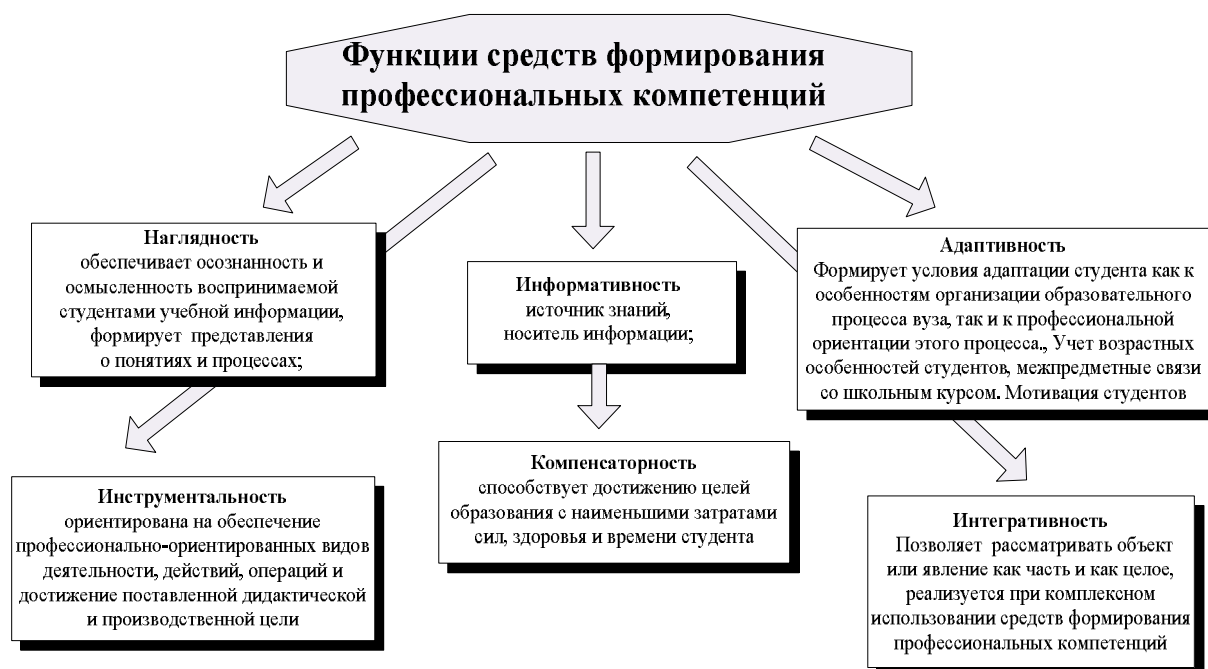 Функции средств формирования
профессиональных компетенций
Наглядность
обеспечивает осознанность и
осмысленность воспринимаемой
студентами учебной информации,
формирует представления
о понятиях и процессах;
Информативность
источник знаний,
носитель информации;
Адаптивность
Формирует условия адаптации студента как к
особенностям организации образовательного
процесса вуза, так и к профессиональной
ориентации этого процесса., Учет возрастных
особенностей студентов, межпредметные связи
со школьным курсом. Мотивация студентов
Инструментальность
ориентирована на обеспечение
профессионально-ориентированных видов
деятельности, действий, операций и
достижение поставленной дидактической
и производственной цели
Компенсаторность
способствует достижению целей
образования с наименьшими затратами
сил, здоровья и времени студента
Интегративность
Позволяет рассматривать объект
или явление как часть и как целое,
реализуется при комплексном
использовании средств формирования
профессиональных компетенций